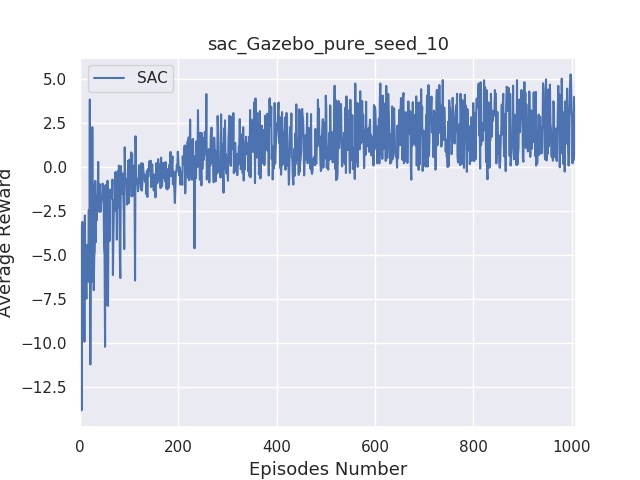 sac_Gazebo_pure_seed_10
SAC
5.0
2.5
0.0
−2.5
−5.0
−7.5
−10.0
−12.5
Average Reward
0 200 400 600 800 1000
Episodes Number